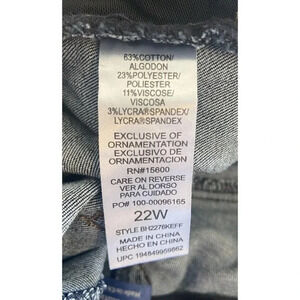 63%COTTON/
ALGODON
23%POLYESTER/
POLIESTER
11%VISCOSE/
VISCOSA
3%LYCRA®SPANDEX/
LYCRA®SPANDEX
EXCLUSIVE OF
ORNAMENTATION
EXCLUSIVO DE
ORNAMENTACION
RN#15600
CARE ON REVERSE
VER AL DORSO
PARA CUIDADO
PO# 100-00096165
22W
STYLE BH2276KEFF
MADE IN CHINA
HECHO EN CHINA
UPC 194849959862